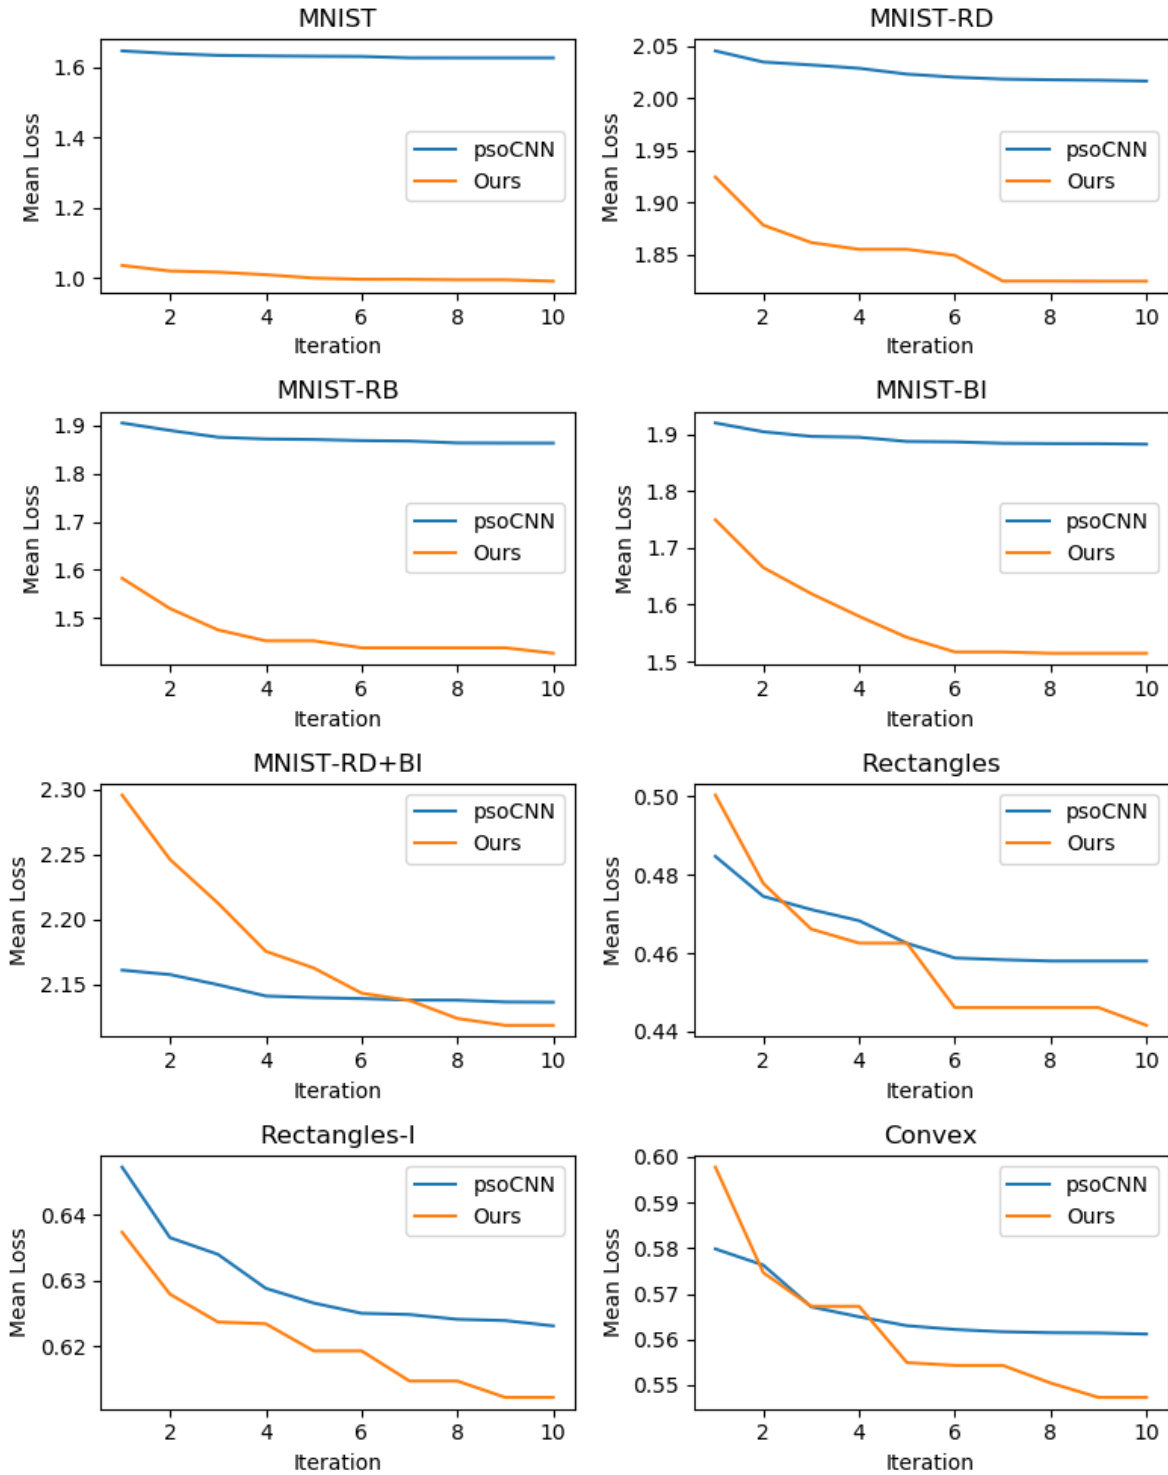 MNIST
Mean Loss
1.6
1.4
1.2
1.0
psoCNN
Ours
2 4 6 8 10
Iteration
MNIST-RD
Mean Loss
2.05
2.00
1.95
1.90
1.85
psoCNN
Ours
2 4 6 8 10
Iteration
MNIST-RB
Mean Loss
1.9
1.8
1.7
1.6
1.5
psoCNN
Ours
2 4 6 8 10
Iteration
MNIST-BI
Mean Loss
1.9
1.8
1.7
1.6
1.5
psoCNN
Ours
2 4 6 8 10
Iteration
MNIST-RD+BI
Mean Loss
2.30
2.25
2.20
2.15
psoCNN
Ours
2 4 6 8 10
Iteration
Rectangles
Mean Loss
0.50
0.48
0.46
0.44
psoCNN
Ours
2 4 6 8 10
Iteration
Rectangles-I
Mean Loss
0.64
0.63
0.62
psoCNN
Ours
2 4 6 8 10
Iteration
Convex
Mean Loss
0.60
0.59
0.58
0.57
0.56
0.55
psoCNN
Ours
2 4 6 8 10
Iteration